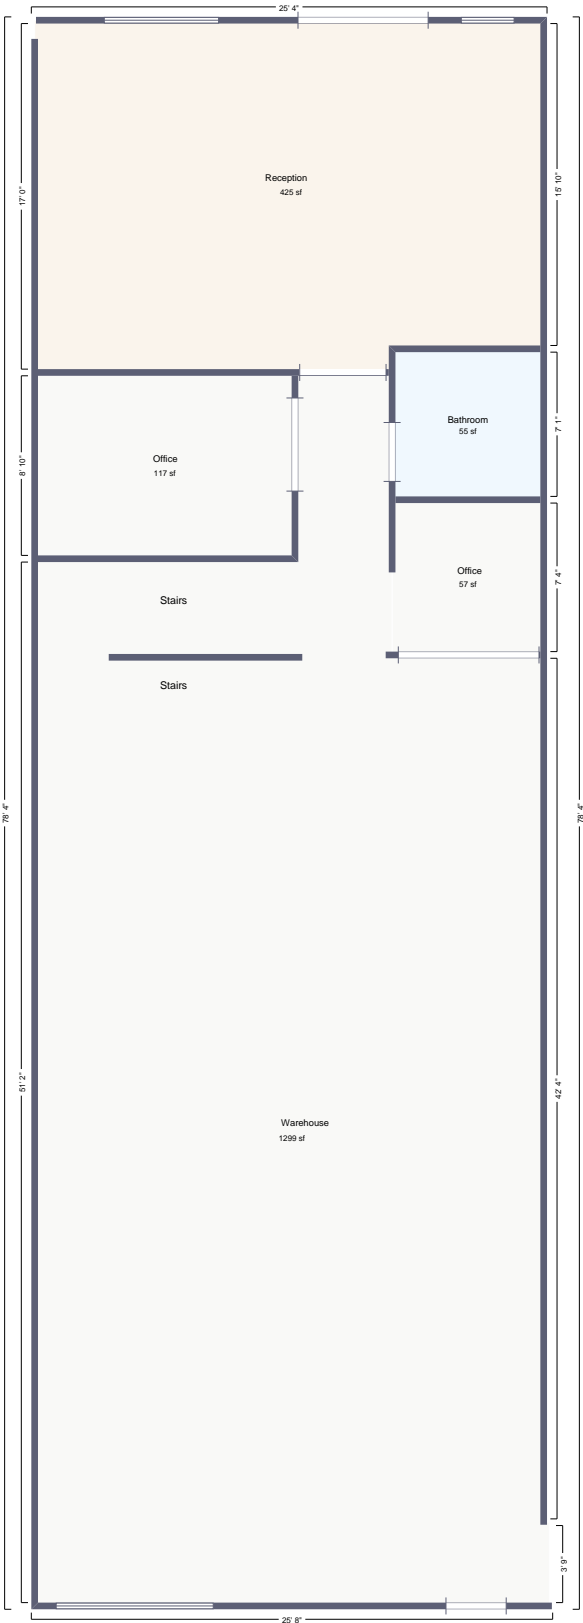 25' 4"
Reception
425 sf
17' 0"
15' 10"
Bathroom
55 sf
7' 1"
Office
117 sf
8' 10"
Office
57 sf
7' 4"
Stairs
Stairs
78' 4"
78' 4"
51' 2"
42' 4"
Warehouse
1299 sf
3' 9"
25' 8"